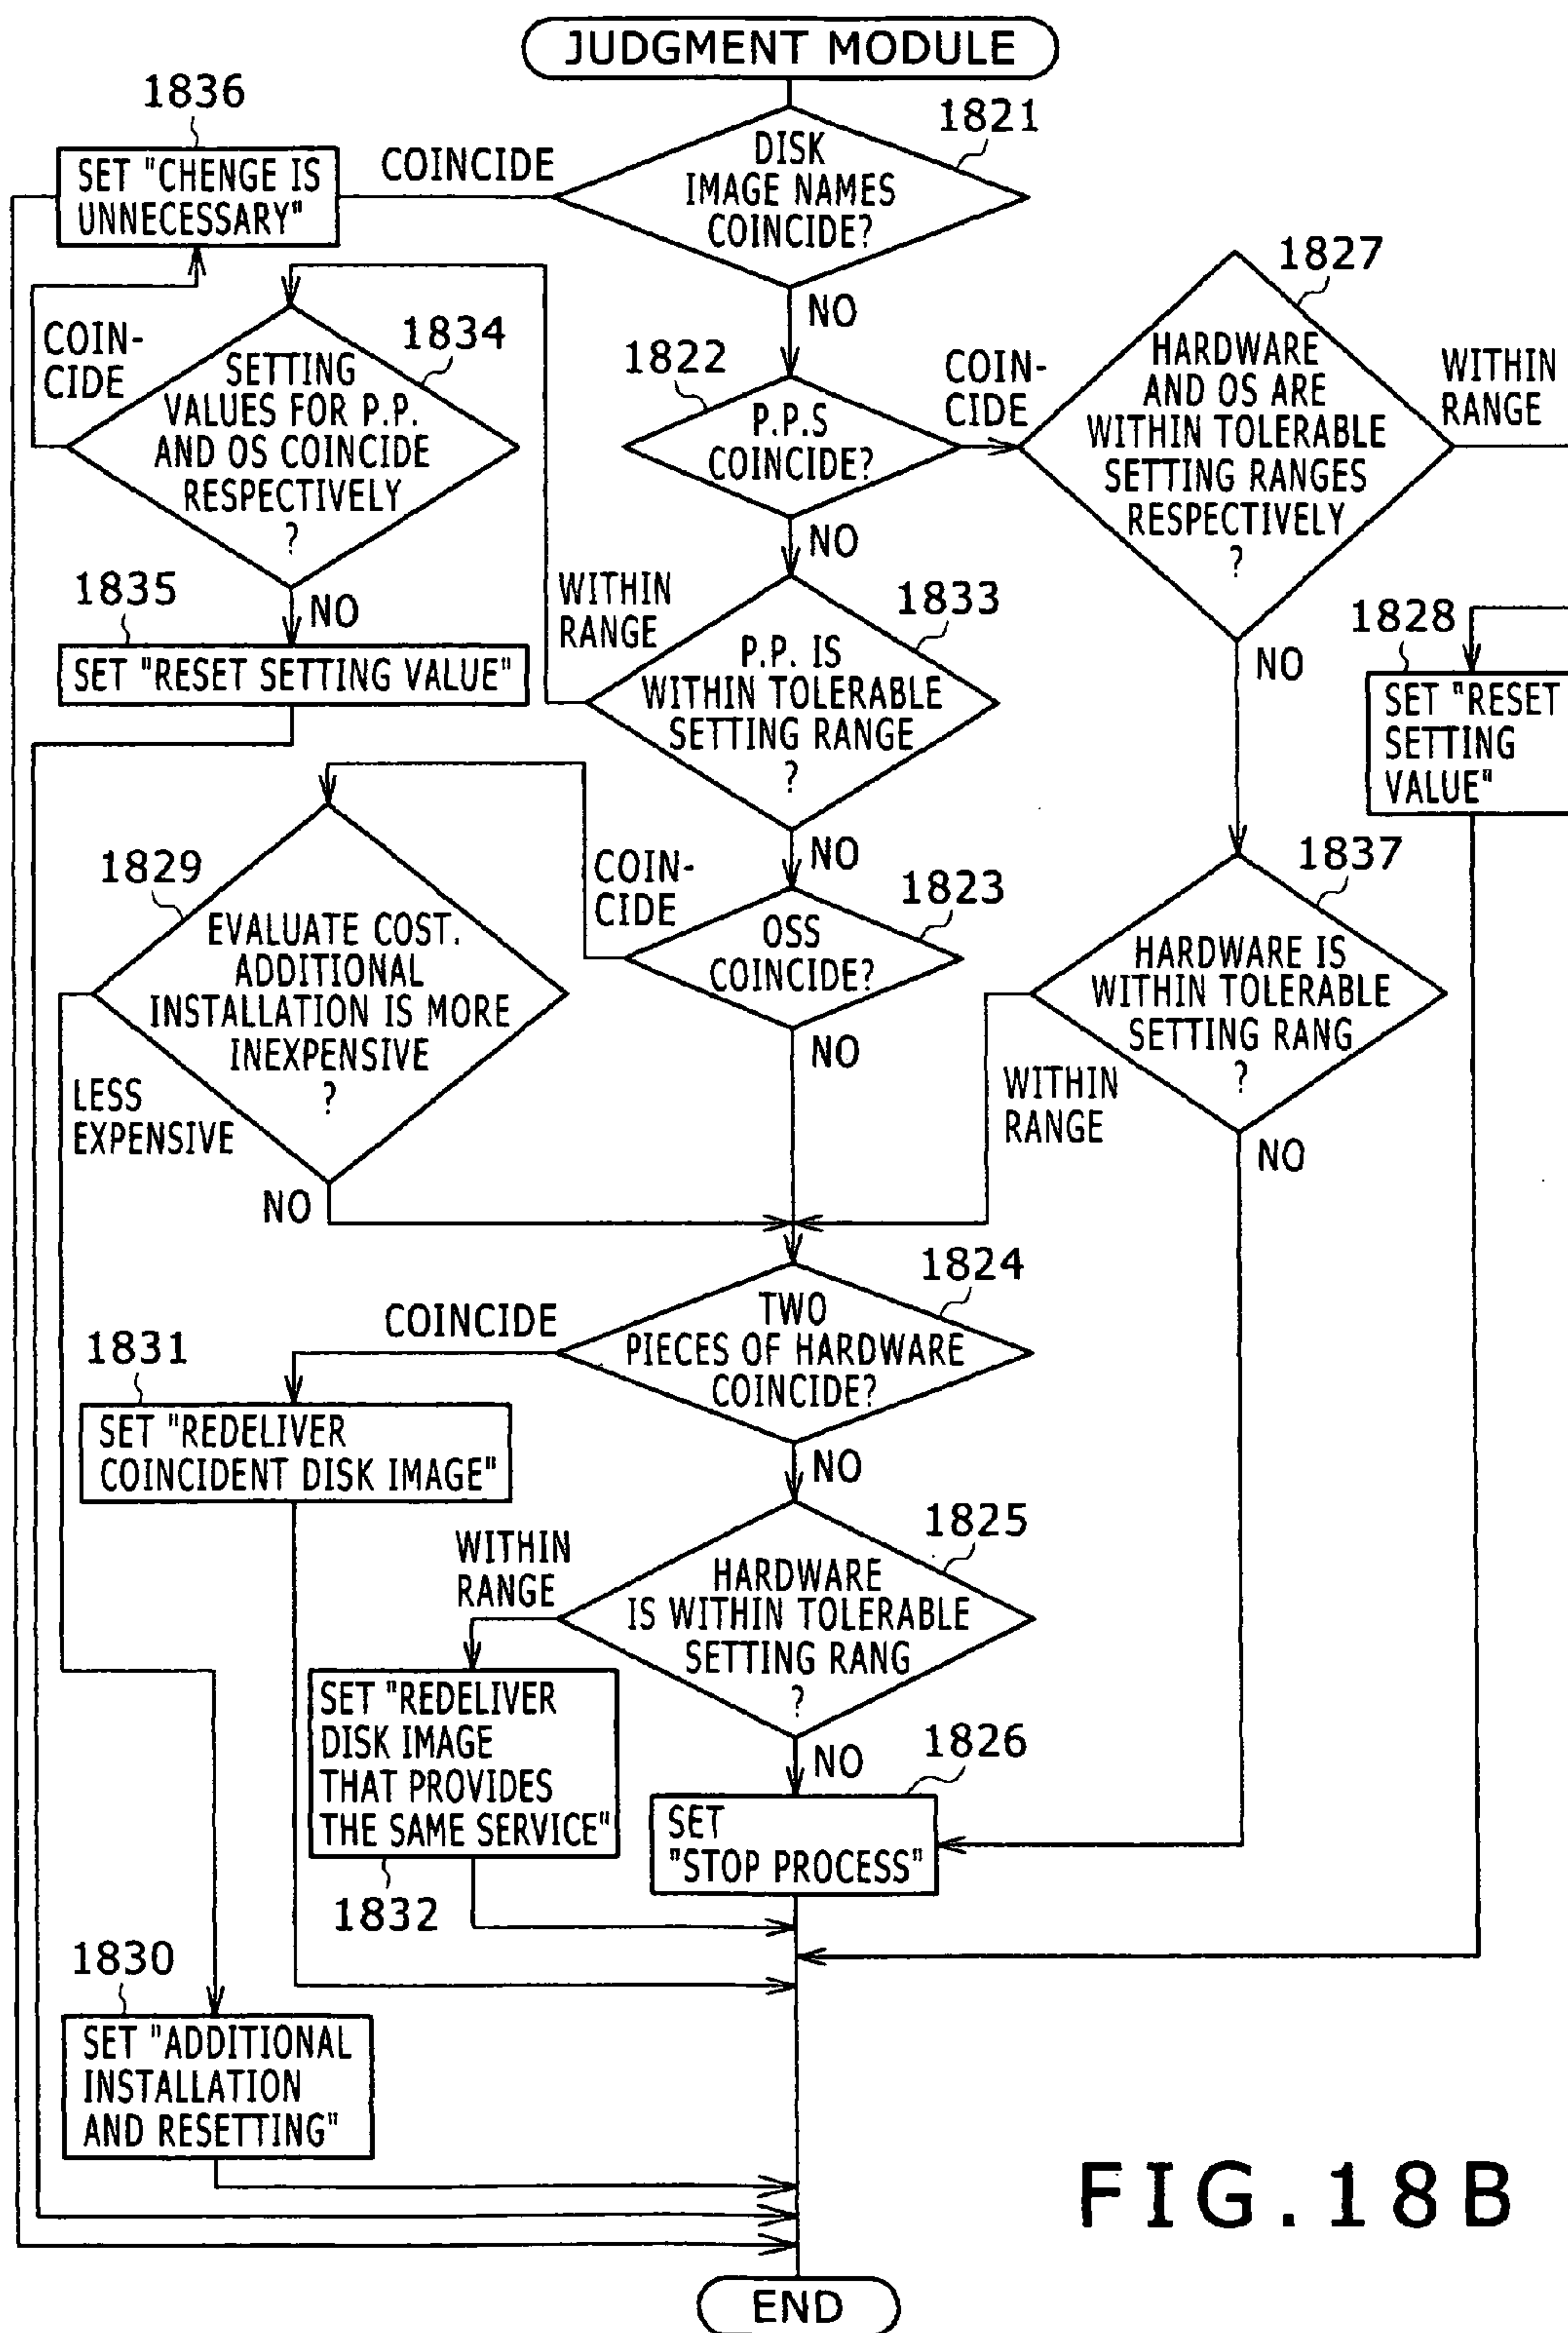 JUDGMENT MODULE
1836
1821
SET "CHENGE IS
UNNECESSARY"
COINCIDE
DISK
IMAGE NAMES
COINCIDE?
NO
1827
COIN-
CIDE
1834
SETTING
VALUES FOR P.P.
AND OS COINCIDE
RESPECTIVELY
?
1822
P.P.S
COINCIDE?
COIN-
CIDE
HARDWARE
AND OS ARE
WITHIN TOLERABLE
SETTING RANGES
RESPECTIVELY
?
WITHIN
RANGE
NO
1835
NO
SET "RESET SETTING VALUE"
WITHIN
RANGE
1833
P.P. IS
WITHIN TOLERABLE
SETTING RANGE
?
NO
1828
SET "RESET
SETTING
VALUE"
NO
1829
EVALUATE COST.
ADDITIONAL
INSTALLATION IS MORE
INEXPENSIVE
?
COIN-
CIDE
1823
OSS
COINCIDE?
NO
1837
HARDWARE IS
WITHIN TOLERABLE
SETTING RANG
?
WITHIN
RANGE
NO
LESS
EXPENSIVE
NO
1824
TWO
PIECES OF HARDWARE
COINCIDE?
COINCIDE
1831
SET "REDELIVER
COINCIDENT DISK IMAGE"
NO
1825
WITHIN
RANGE
HARDWARE
IS WITHIN TOLERABLE
SETTING RANG
?
SET "REDELIVER
DISK IMAGE
THAT PROVIDES
THE SAME SERVICE"
1832
NO
1826
SET
"STOP PROCESS"
1830
SET "ADDITIONAL
INSTALLATION
AND RESETTING"
FIG.18B
END